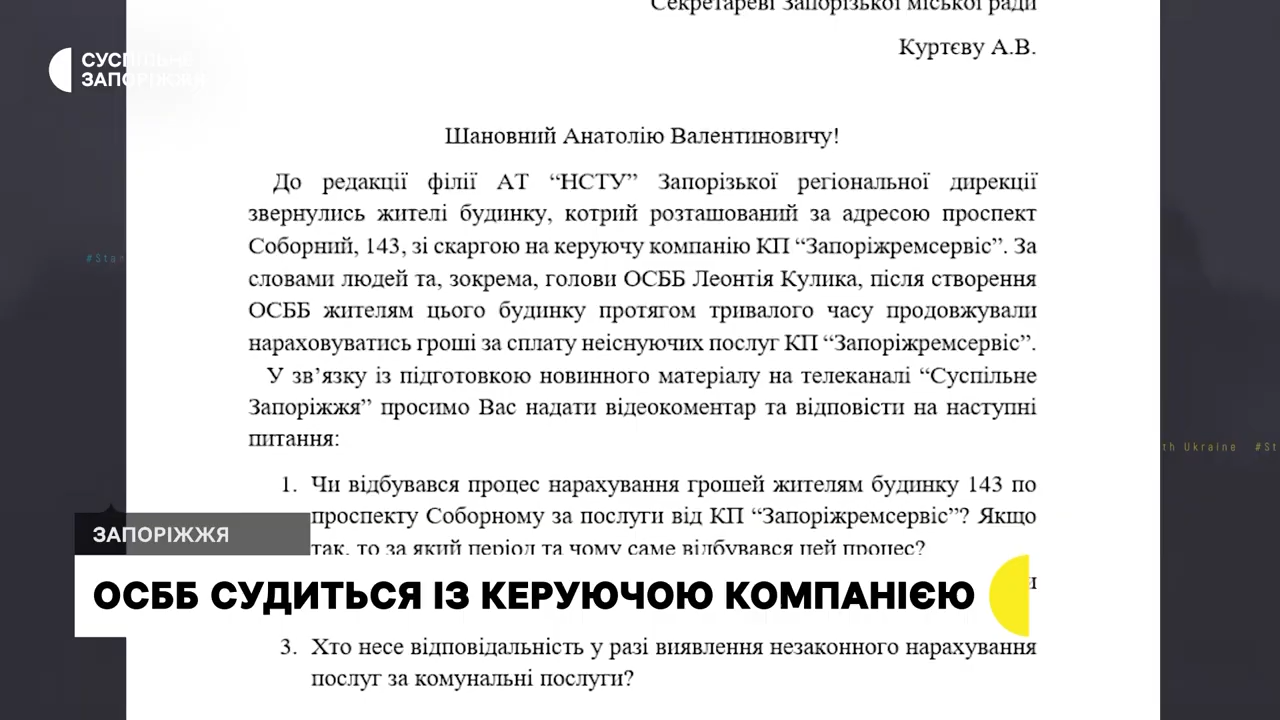 Секретареві Запорізької міської ради
Куртєву А.В.
СУСПІЛЬНЕ
ЗАПОРІЖЖЯ
Шановний Анатолію Валентиновичу!
До редакції філії АТ “НСТУ” Запорізької регіональної дирекції
звернулись жителі будинку, котрий розташований за адресою проспект
Соборний, 143, зі скаргою на керуючу компанію КП “Запоріжремсервіс”. За
словами людей та, зокрема, голови ОСББ Леонтія Кулика, після створення
ОСББ жителям цього будинку протягом тривалого часу продовжували
нараховуватись гроші за сплату неіснуючих послуг КП “Запоріжремсервіс”.
У зв’язку із підготовкою новинного матеріалу на телеканалі “Суспільне
Запоріжжя” просимо Вас надати відеокоментар та відповісти на наступні
питання:
#Star
th Ukraine #St
1. Чи відбувався процес нарахування грошей жителям будинку 143 по
проспекту Соборному за послуги від КП “Запоріжремсервіс”? Якщо
так, то за який період та чому саме відбувався цей процес?
ЗАПОРІЖЖЯ
ОСББ СУДИТЬСЯ ІЗ КЕРУЮЧОЮ КОМПАНІЄЮ
3. Хто несе відповідальність у разі виявлення незаконного нарахування
послуг за комунальні послуги?